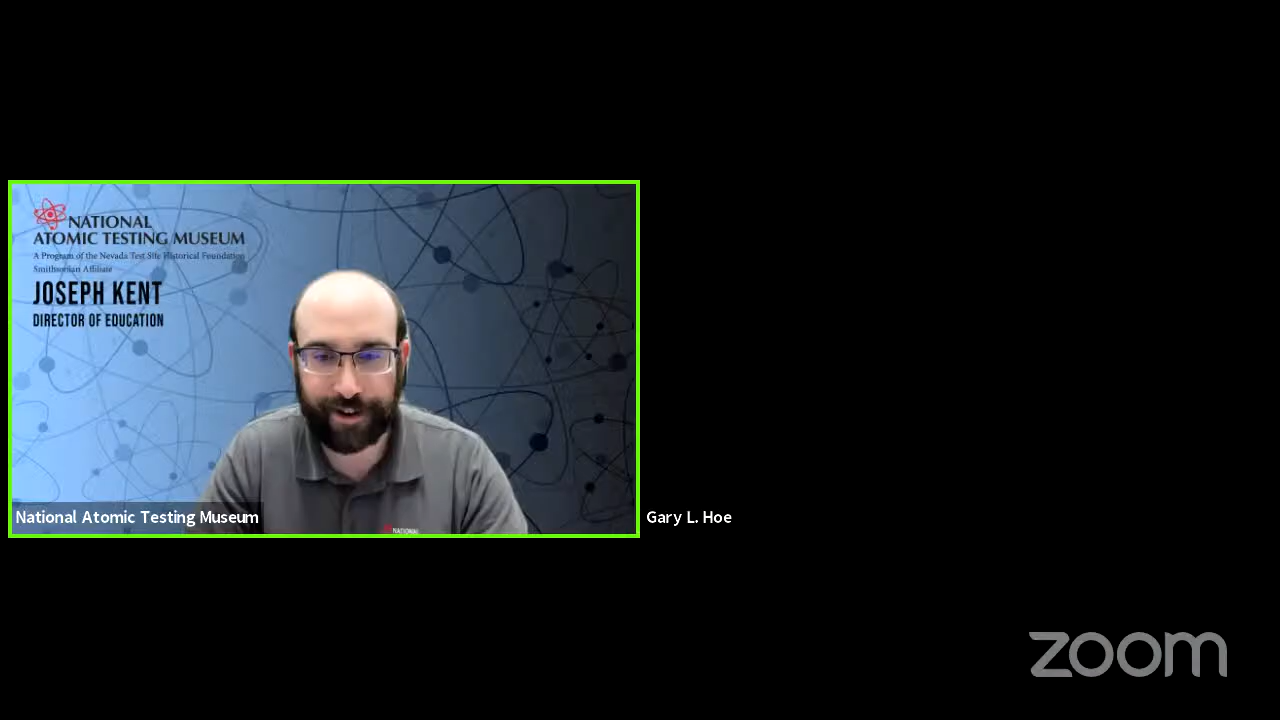 NATIONAL
ATOMIC TESTING MUSEUM
A Program of the Nevada Test Site Historical Foundation
Smithsonian Affiliate
JOSEPH KENT
DIRECTOR OF EDUCATION
NATIONAL
National Atomic Testing Museum
Gary L. Hoe
zoom